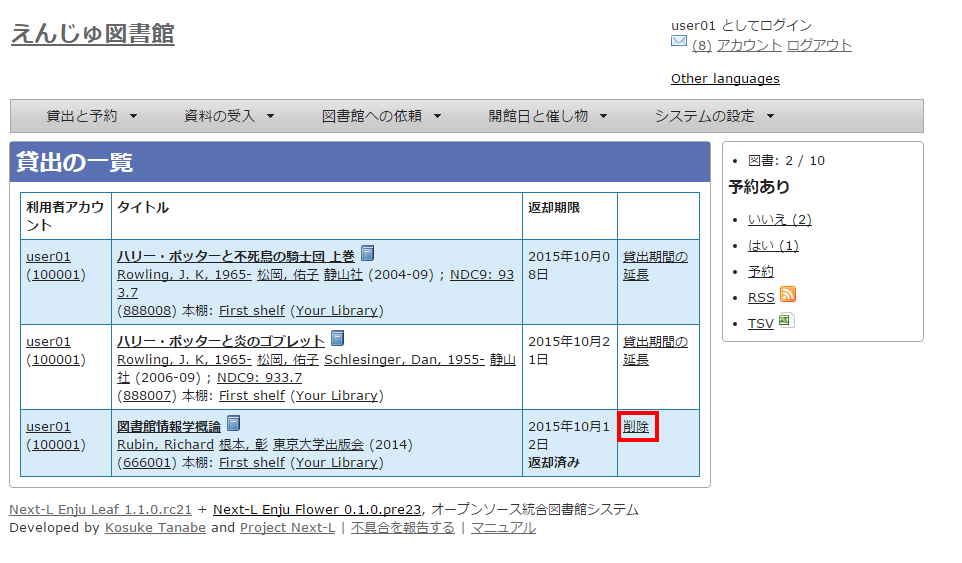 えんじゅ図書館
user01 としてログイン
(8) アカウント ログアウト
Other languages
貸出と予約 資料の受入 図書館への依頼 開館日と催し物 システムの設定
貸出の一覧
利用者アカウ
ント
タイトル
返却期限
user01
(100001)
ハリー・ポッターと不死鳥の騎士団 上巻
Rowling, J. K, 1965- 松岡, 佑子 静山社 (2004-09) ; NDC9: 93
3.7
(888008) 本棚: First shelf (Your Library)
2015年10月0
8日
貸出期間の
延長
user01
(100001)
ハリー・ポッターと炎のゴブレット
Rowling, J. K, 1965- 松岡, 佑子 Schlesinger, Dan, 1955- 静山
社 (2006-09) ; NDC9: 933.7
(888007) 本棚: First shelf (Your Library)
2015年10月2
1日
貸出期間の
延長
user01
(100001)
図書館情報学概論
Rubin, Richard 根本, 彰 東京大学出版会 (2014)
(666001) 本棚: First shelf (Your Library)
2015年10月1
2日
返却済み
削除
図書: 2 / 10
予約あり
いいえ (2)
はい (1)
予約
RSS
TSV
Next-L Enju Leaf 1.1.0.rc21 + Next-L Enju Flower 0.1.0.pre23, オープンソース統合図書館システム
Developed by Kosuke Tanabe and Project Next-L | 不具合を報告する | マニュアル